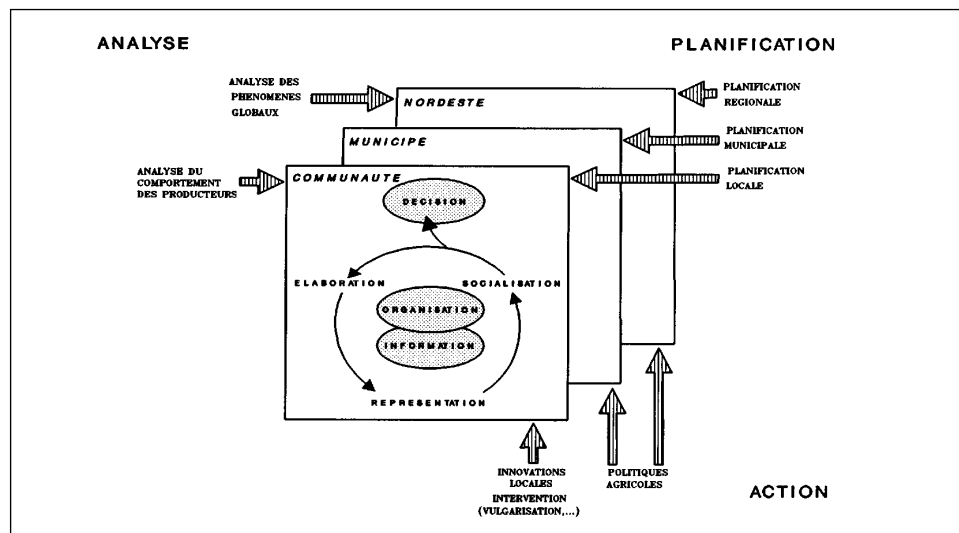 ANALYSE
PLANIFICATION
ANALYSE DES
PHENOMENES
GLOBAUX
NORDESTE
PLANIFICATION
REGIONALE
MUNICIPE
PLANIFICATION
MUNICIPALE
ANALYSE DU
COMPORTEMENT
DES PRODUCTEURS
COMMUNAUTE
PLANIFICATION
LOCALE
DECISION
ELABORATION
SOCIALISATION
ORGANISATION
INFORMATION
REPRESENTATION
INNOVATIONS
LOCALES
INTERVENTION
(VULGARISATION,...)
POLITIQUES
AGRICOLES
ACTION